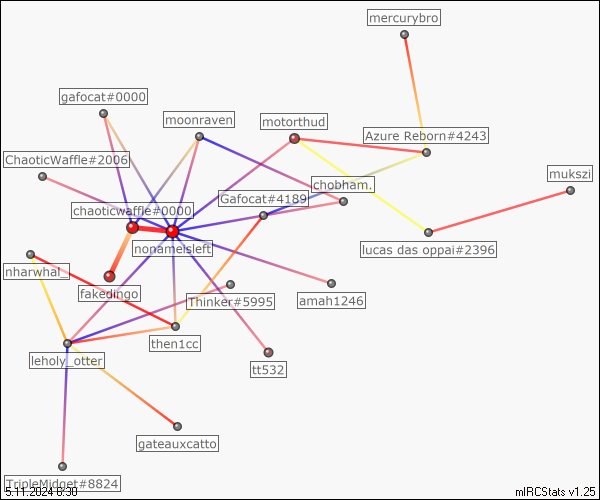 mercurybro
gafocat#0000
moonraven
motorthud
Azure Reborn#4243
ChaoticWaffle#2006
mukszi
chobham.
Gafocat#4189
chaoticwaffle#0000
nonameisleft
lucas das oppai#2396
nharwhal_
fakedingo
Thinker#5995
amah1246
then1cc
leholy_otter
tt532
gateauxcatto
TripleMidget#8824
5.11.2024 6:30
mIRCStats v1.25